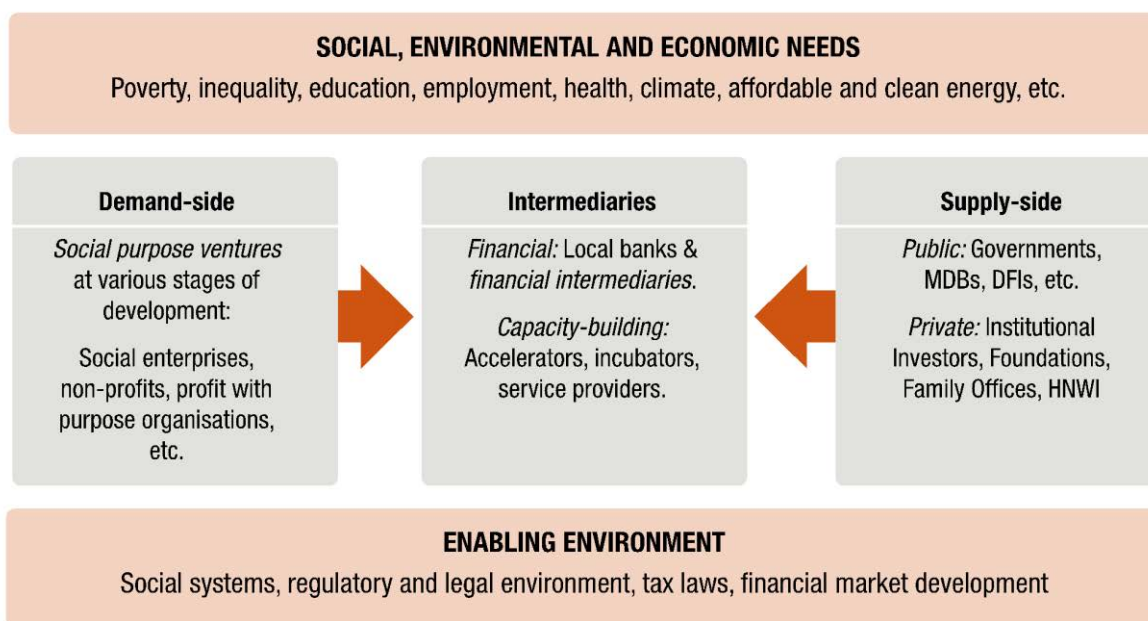 SOCIAL, ENVIRONMENTAL AND ECONOMIC NEEDS
Poverty, inequality, education, employment, health, climate, affordable and clean energy, etc.
Demand-side
Social purpose ventures
at various stages of
development:
Social enterprises,
non-profits, profit with
purpose organisations,
etc.
Intermediaries
Financial: Local banks &
financial intermediaries.
Capacity-building:
Accelerators, incubators,
service providers.
Supply-side
Public: Governments,
MDBs, DFIs, etc.
Private: Institutional
Investors, Foundations,
Family Offices, HNWI
ENABLING ENVIRONMENT
Social systems, regulatory and legal environment, tax laws, financial market development